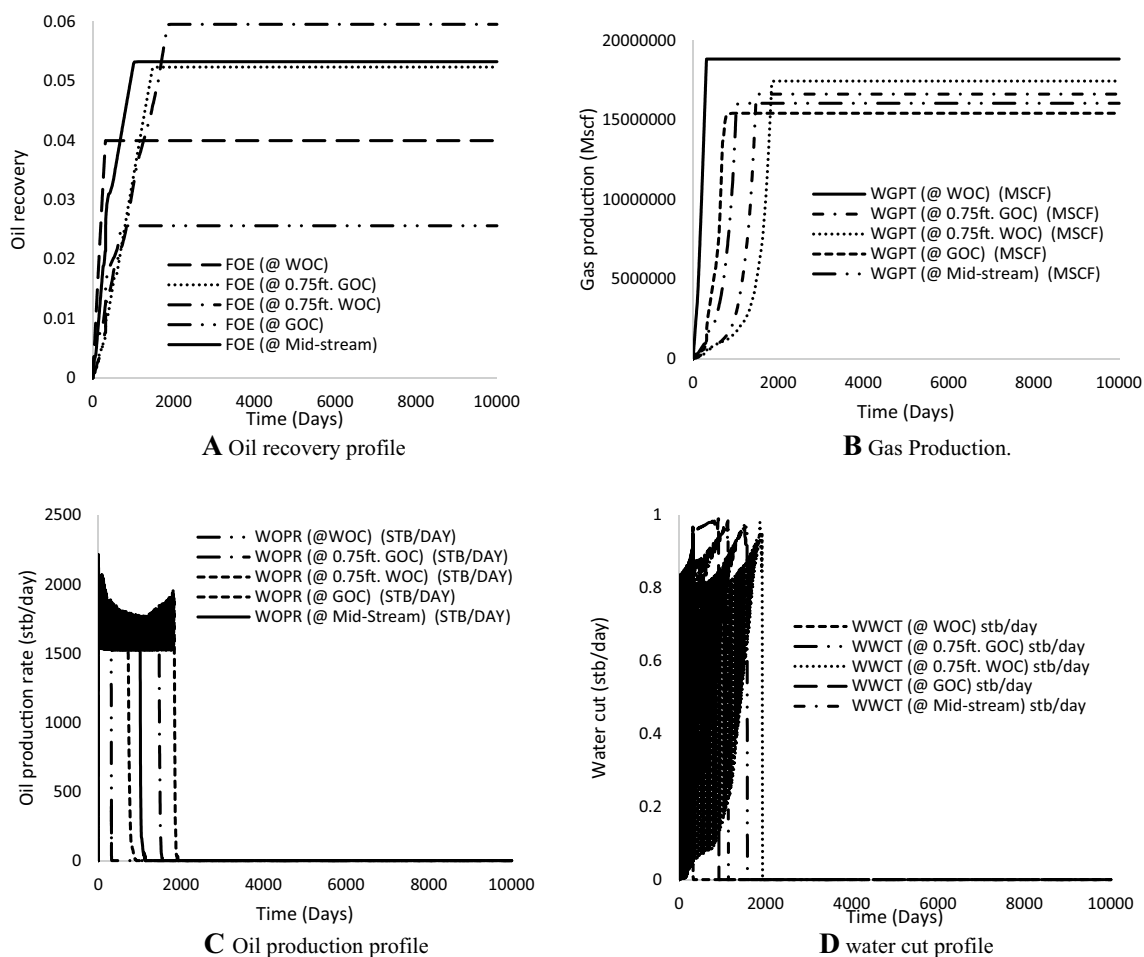 0.06
0.05
0.04
0.03
0.02
0.01
0
Oil recovery
FOE (@ WOC)
FOE (@ 0.75ft. GOC)
FOE (@ 0.75ft. WOC)
FOE (@ GOC)
FOE (@ Mid-stream)
0 2000 4000 6000 8000 10000
Time (Days)
A Oil recovery profile
20000000
15000000
10000000
5000000
0
Gas production (Mscf)
WGPT (@ WOC) (MSCF)
WGPT (@ 0.75ft. GOC) (MSCF)
WGPT (@ 0.75ft. WOC) (MSCF)
WGPT (@ GOC) (MSCF)
WGPT (@ Mid-stream) (MSCF)
0 2000 4000 6000 8000 10000
Time (Days)
B Gas Production.
2500
2000
1500
1000
500
0
Oil production rate (stb/day)
WOPR (@WOC) (STB/DAY)
WOPR (@ 0.75ft. GOC) (STB/DAY)
WOPR (@ 0.75ft. WOC) (STB/DAY)
WOPR (@ GOC) (STB/DAY)
WOPR (@ Mid-Stream) (STB/DAY)
0 2000 4000 6000 8000 10000
Time (Days)
C Oil production profile
1
0.8
0.6
0.4
0.2
0
Water cut (stb/day)
WWCT (@ WOC) stb/day
WWCT (@ 0.75ft. GOC) stb/day
WWCT (@ 0.75ft. WOC) stb/day
WWCT (@ GOC) stb/day
WWCT (@ Mid-stream) stb/day
0 2000 4000 6000 8000 10000
Time (Days)
D water cut profile